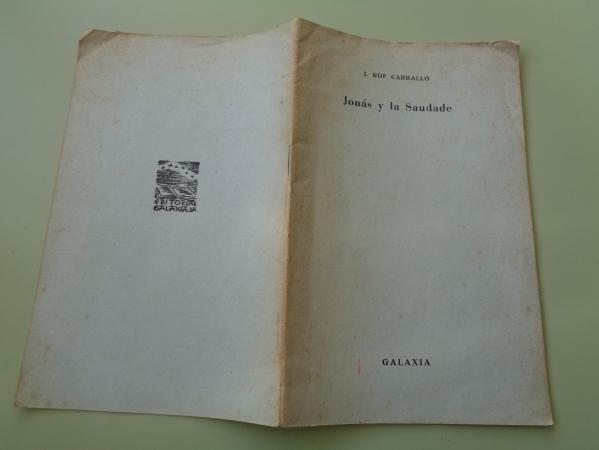 J. ROF CARBALLO
Jonás y la Saudade
GALAXIA
EDITORIAL
GALAXIA S.A